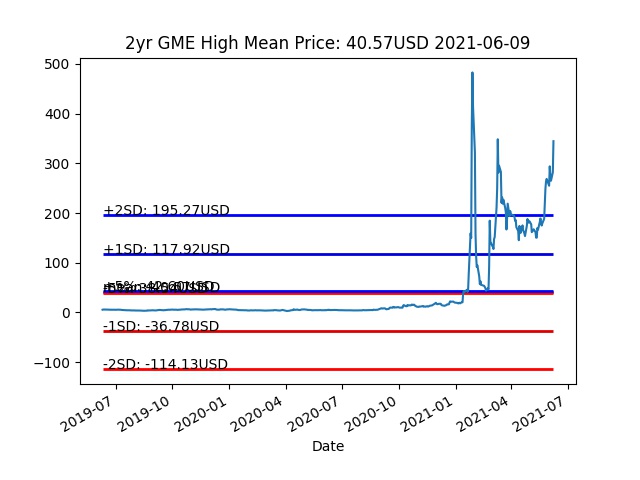 2yr GME High Mean Price: 40.57USD 2021-06-09
500
400
300
+2SD: 195.27USD
200
+1SD: 117.92USD
100
0
-1SD: -36.78USD
-2SD: -114.13USD
−100
2019-07
2019-10
2020-01
2020-04
2020-07
2020-10
2021-01
2021-04
2021-07
Date